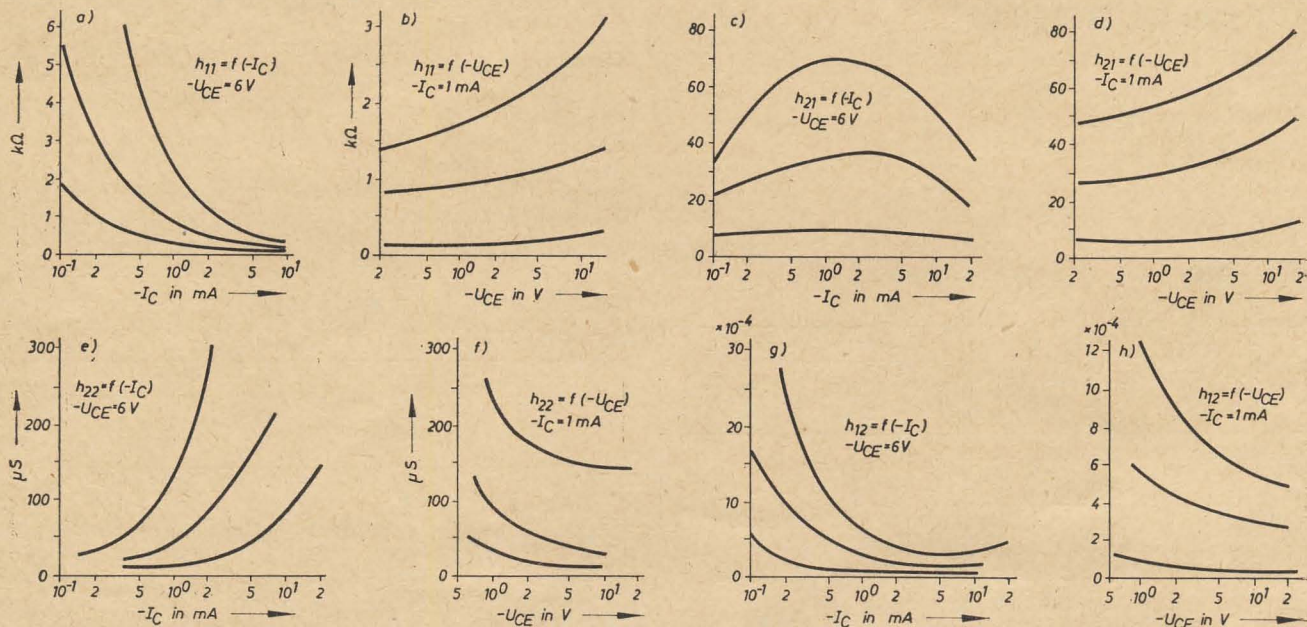 a)
h11 = f (-IC)
-UCE = 6 V
kΩ
6
5
4
3
2
1
0
10⁻¹ 2 5 10⁰ 2 5 10¹
-IC in mA
b)
h11 = f (-UCE)
-IC = 1 mA
kΩ
3
2
1
0
2 5 10⁰ 2 5 10¹
-UCE in V
c)
h21 = f (-IC)
-UCE = 6 V
80
60
40
20
0
10⁻¹ 2 5 10⁰ 2 5 10¹ 2
-IC in mA
d)
h21 = f (-UCE)
-IC = 1 mA
80
60
40
20
0
2 5 10⁰ 2 5 10¹ 2
-UCE in V
e)
h22 = f (-IC)
-UCE = 6 V
µS
300
200
100
0
10⁻¹ 2 5 10⁰ 2 5 10¹ 2
-IC in mA
f)
h22 = f (-UCE)
-IC = 1 mA
µS
300
250
150
100
0
5 10⁰ 2 5 10¹ 2
-UCE in V
×10⁻⁴
g)
h12 = f (-IC)
-UCE = 6 V
30
20
10
0
10⁻¹ 2 5 10⁰ 2 5 10¹ 2
-IC in mA
×10⁻⁴
h)
h12 = f (-UCE)
-IC = 1 mA
12
10
8
6
4
2
0
5 10⁰ 2 5 10¹ 2
-UCE in V